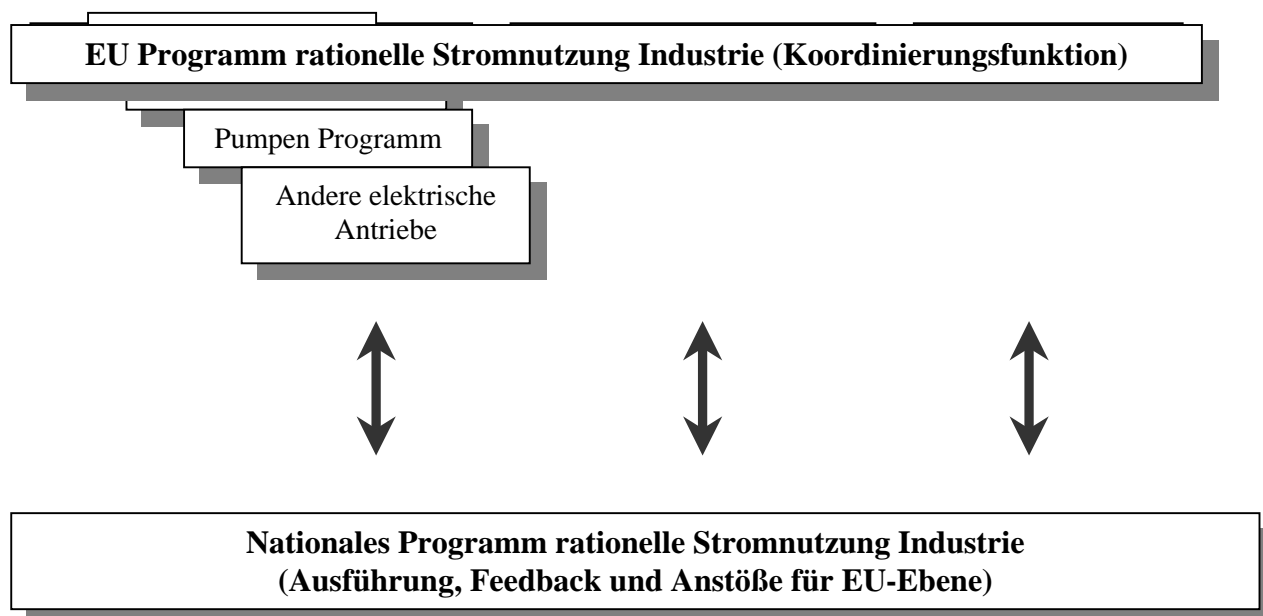 EU Programm rationelle Stromnutzung Industrie (Koordinierungsfunktion)
Pumpen Programm
Andere elektrische
Antriebe
Nationales Programm rationelle Stromnutzung Industrie
(Ausführung, Feedback und Anstöße für EU-Ebene)